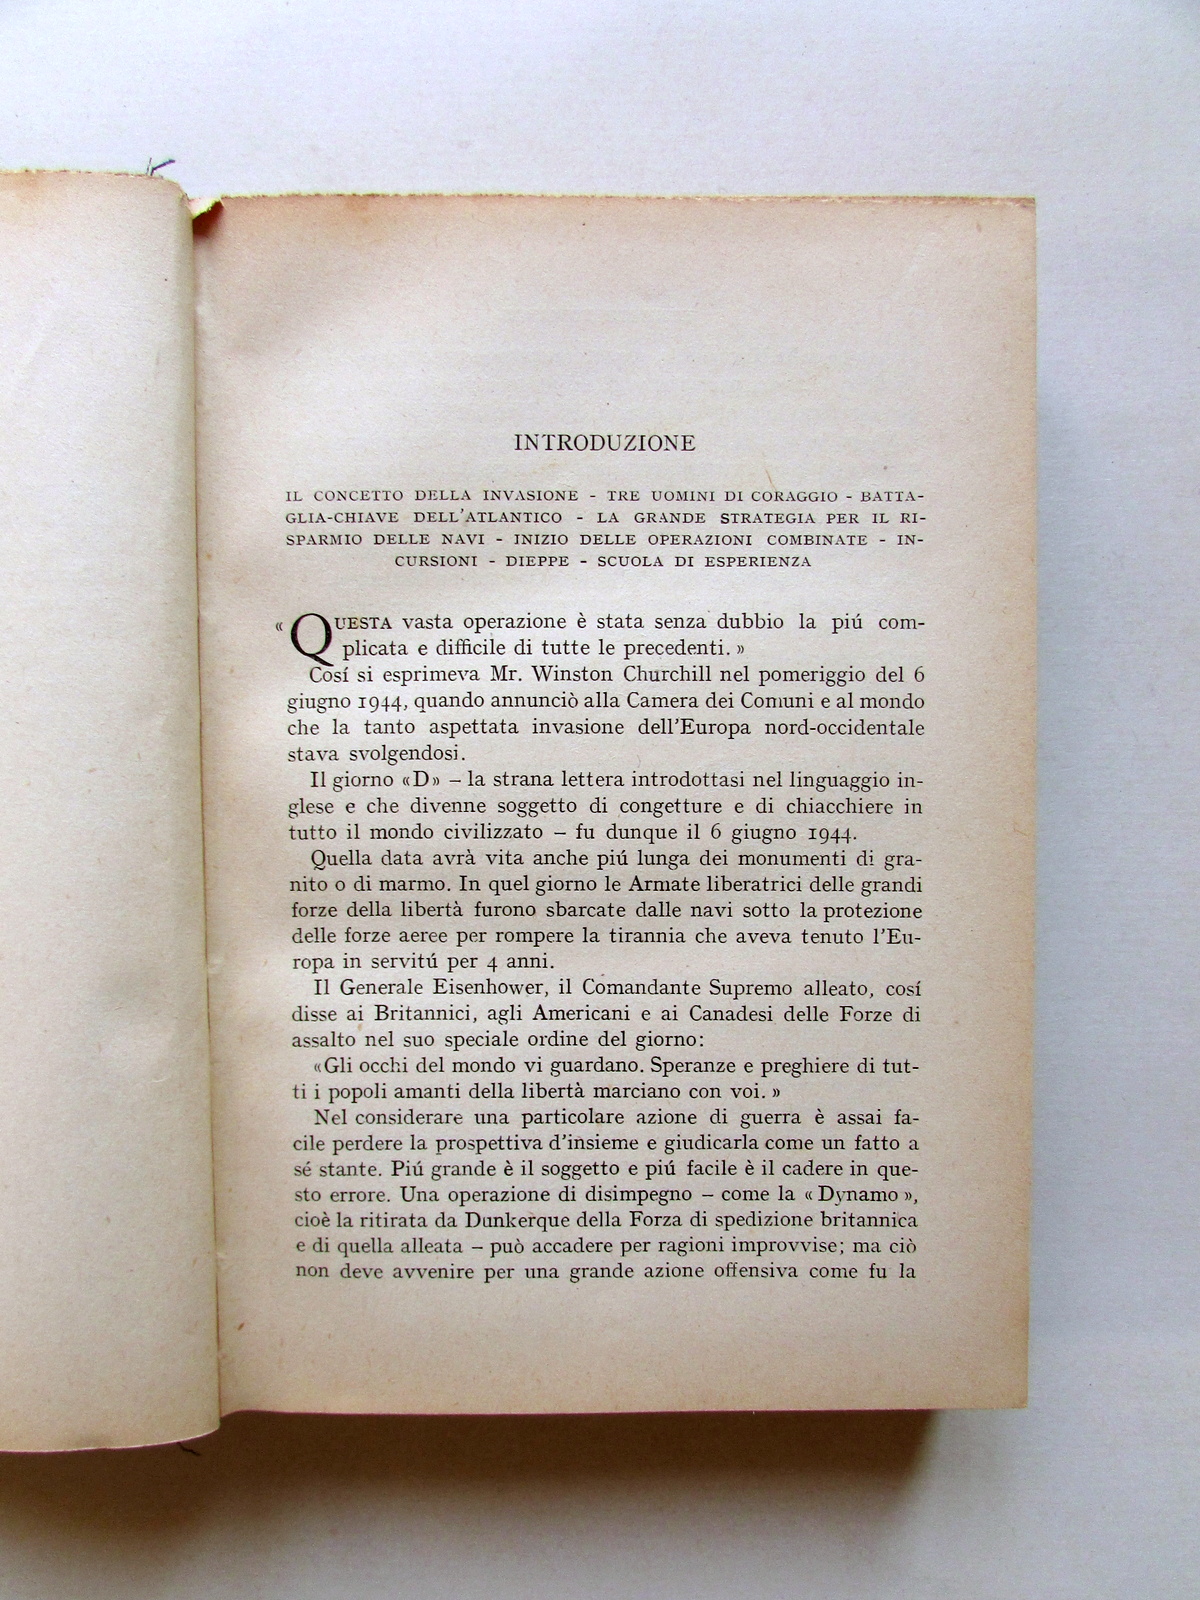 INTRODUZIONE
IL CONCETTO DELLA INVASIONE - TRE UOMINI DI CORAGGIO - BATTA-
GLIA-CHIAVE DELL'ATLANTICO - LA GRANDE STRATEGIA PER IL RI-
SPARMIO DELLE NAVI - INIZIO DELLE OPERAZIONI COMBINATE - IN-
CURSIONI - DIEPPE - SCUOLA DI ESPERIENZA
« QUESTA vasta operazione è stata senza dubbio la piú com-
plicata e difficile di tutte le precedenti. »
Cosí si esprimeva Mr. Winston Churchill nel pomeriggio del 6
giugno 1944, quando annunciò alla Camera dei Comuni e al mondo
che la tanto aspettata invasione dell'Europa nord-occidentale
stava svolgendosi.
Il giorno «D» – la strana lettera introdottasi nel linguaggio in-
glese e che divenne soggetto di congetture e di chiacchiere in
tutto il mondo civilizzato – fu dunque il 6 giugno 1944.
Quella data avrà vita anche piú lunga dei monumenti di gra-
nito o di marmo. In quel giorno le Armate liberatrici delle grandi
forze della libertà furono sbarcate dalle navi sotto la protezione
delle forze aeree per rompere la tirannia che aveva tenuto l'Eu-
ropa in servitú per 4 anni.
Il Generale Eisenhower, il Comandante Supremo alleato, cosí
disse ai Britannici, agli Americani e ai Canadesi delle Forze di
assalto nel suo speciale ordine del giorno:
«Gli occhi del mondo vi guardano. Speranze e preghiere di tut-
ti i popoli amanti della libertà marciano con voi. »
Nel considerare una particolare azione di guerra è assai fa-
cile perdere la prospettiva d'insieme e giudicarla come un fatto a
sé stante. Piú grande è il soggetto e piú facile è il cadere in que-
sto errore. Una operazione di disimpegno – come la « Dynamo »,
cioè la ritirata da Dunkerque della Forza di spedizione britannica
e di quella alleata – può accadere per ragioni improvvise; ma ciò
non deve avvenire per una grande azione offensiva come fu la